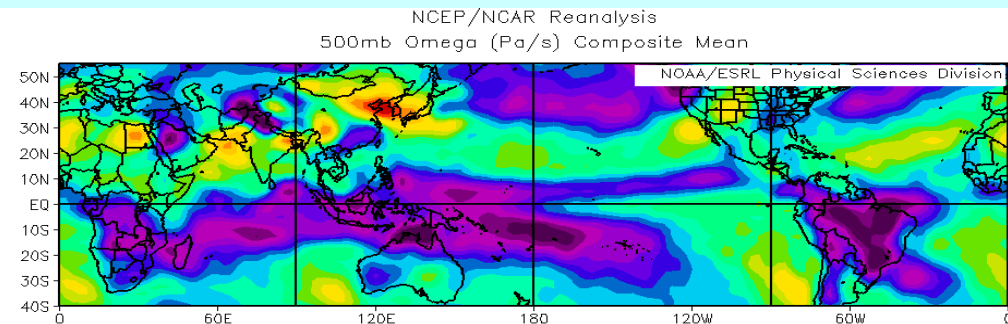 NCEP/NCAR Reanalysis
500mb Omega (Pa/s) Composite Mean
NOAA/ESRL Physical Sciences Division
50N
40N
30N
20N
10N
EQ
10S
20S
30S
40S
0 60E 120E 180 120W 60W 0